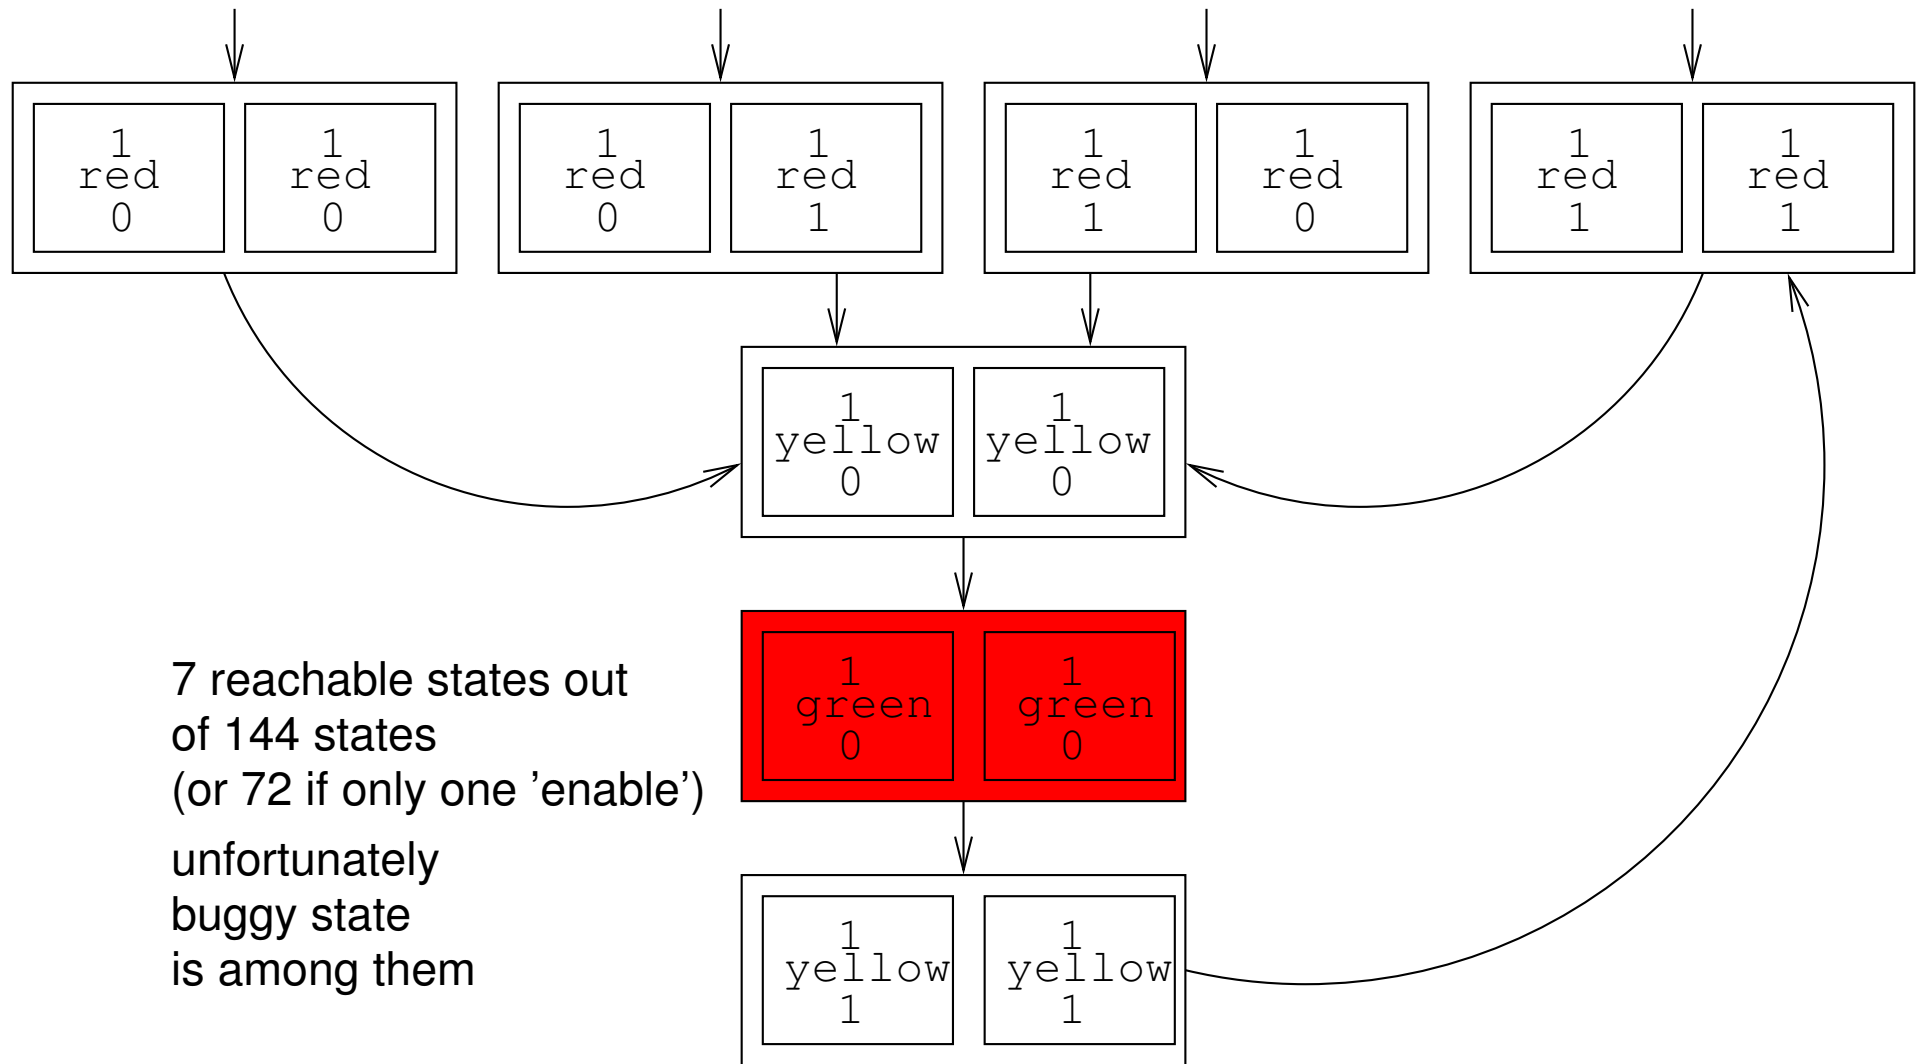 1 1 1 1 1 1 1 1
red red red red red red red red
0 0 0 1 1 0 1 1
1 1
yellow yellow
0 0
1 1
green green
0 0
7 reachable states out
of 144 states
(or 72 if only one ’enable’)
unfortunately
buggy state
is among them
1 1
yellow yellow
1 1